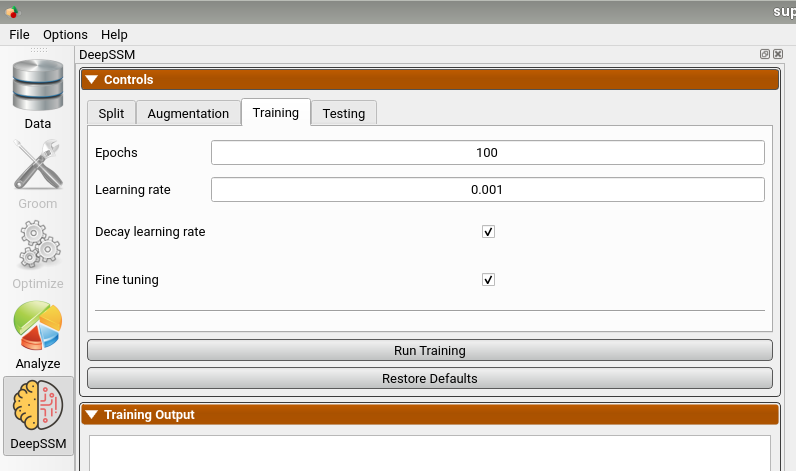 sup
File Options Help
DeepSSM
Data
Groom
Optimize
Analyze
DeepSSM
Controls
Split Augmentation Training Testing
Epochs 100
Learning rate 0.001
Decay learning rate
Fine tuning
Run Training
Restore Defaults
Training Output